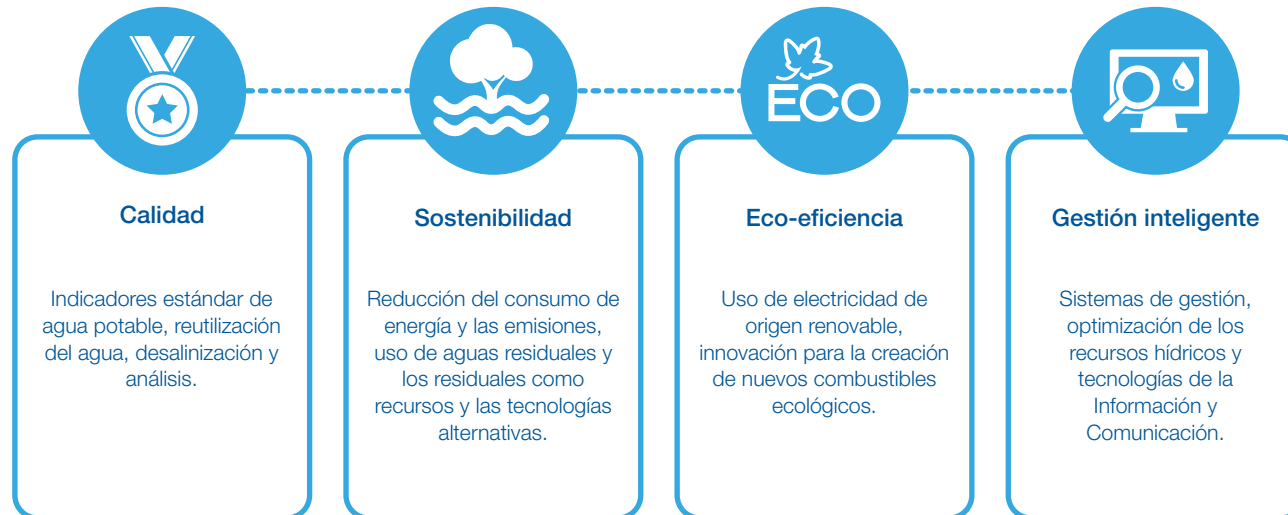 Calidad
Indicadores estándar de
agua potable, reutilización
del agua, desalinización y
análisis.
Sostenibilidad
Reducción del consumo de
energía y las emisiones,
uso de aguas residuales y
los residuales como
recursos y las tecnologías
alternativas.
ECO
Eco-eficiencia
Uso de electricidad de
origen renovable,
innovación para la creación
de nuevos combustibles
ecológicos.
Gestión inteligente
Sistemas de gestión,
optimización de los
recursos hídricos y
tecnologías de la
Información y
Comunicación.